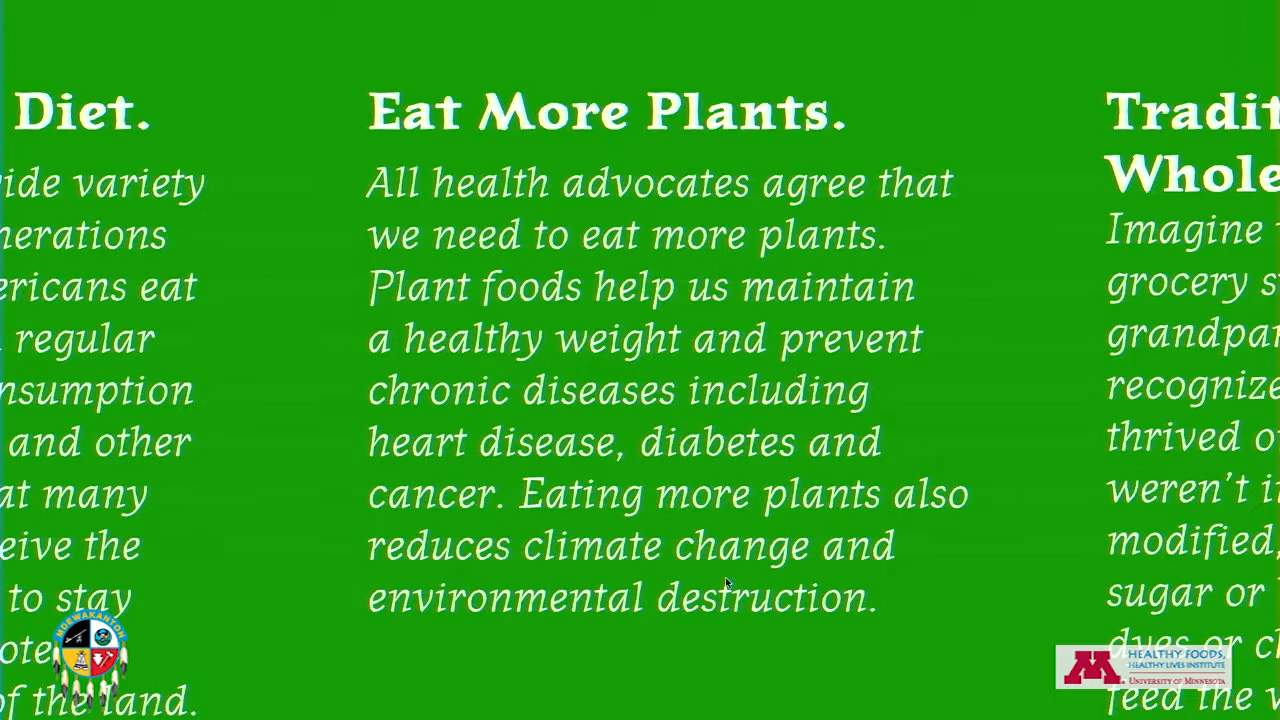 Diet.
variety
ericans eat
regular
and other
at many
the
to stay
of the land.
Eat More Plants.
All health advocates agree that
we need to eat more plants.
Plant foods help us maintain
a healthy weight and prevent
chronic diseases including
heart disease, diabetes and
cancer. Eating more plants also
reduces climate change and
environmental destruction.
Tradit
Whole
Imagine
grocery s
grandpar
recognize
thrived o
weren't i
modified,
sugar or
dyes or c
feed the w
MDEWAKANTON
M
HEALTHY FOODS,
HEALTHY LIVES INSTITUTE
UNIVERSITY OF MINNESOTA